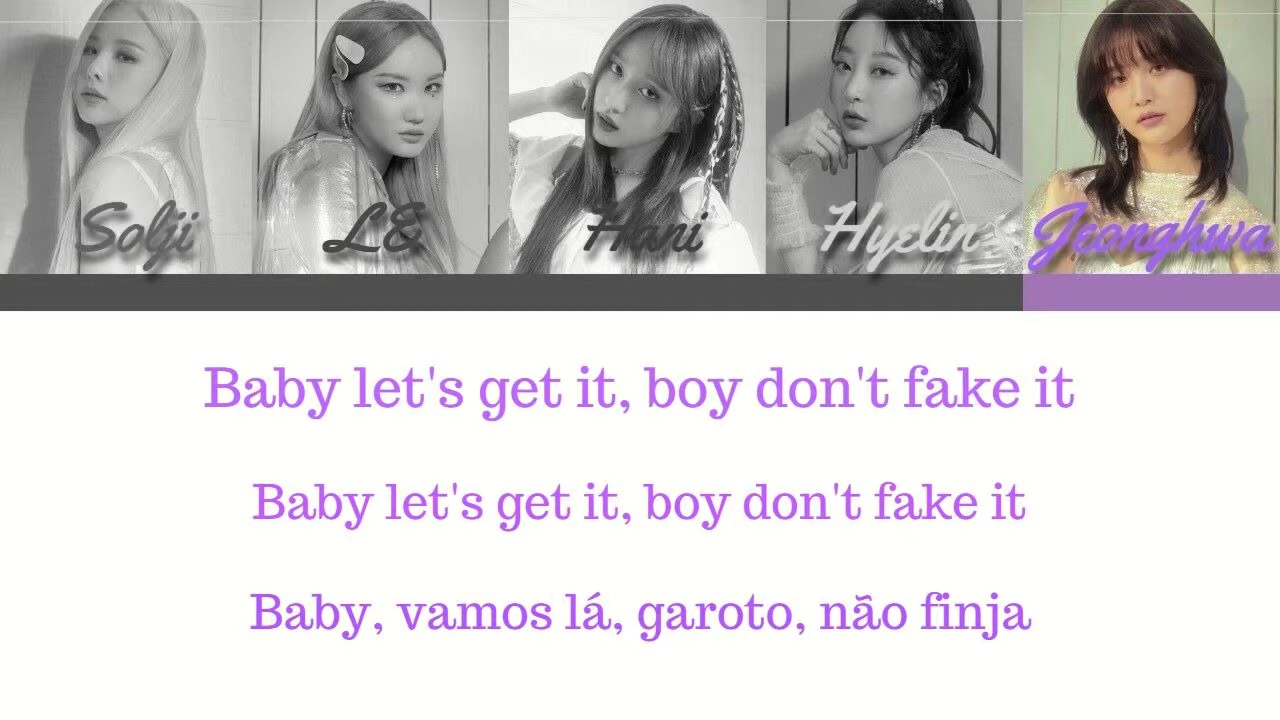 Solji
LE
Hani
Hyelin
Jeonghwa
Baby let's get it, boy don't fake it
Baby let's get it, boy don't fake it
Baby, vamos lá, garoto, não finja